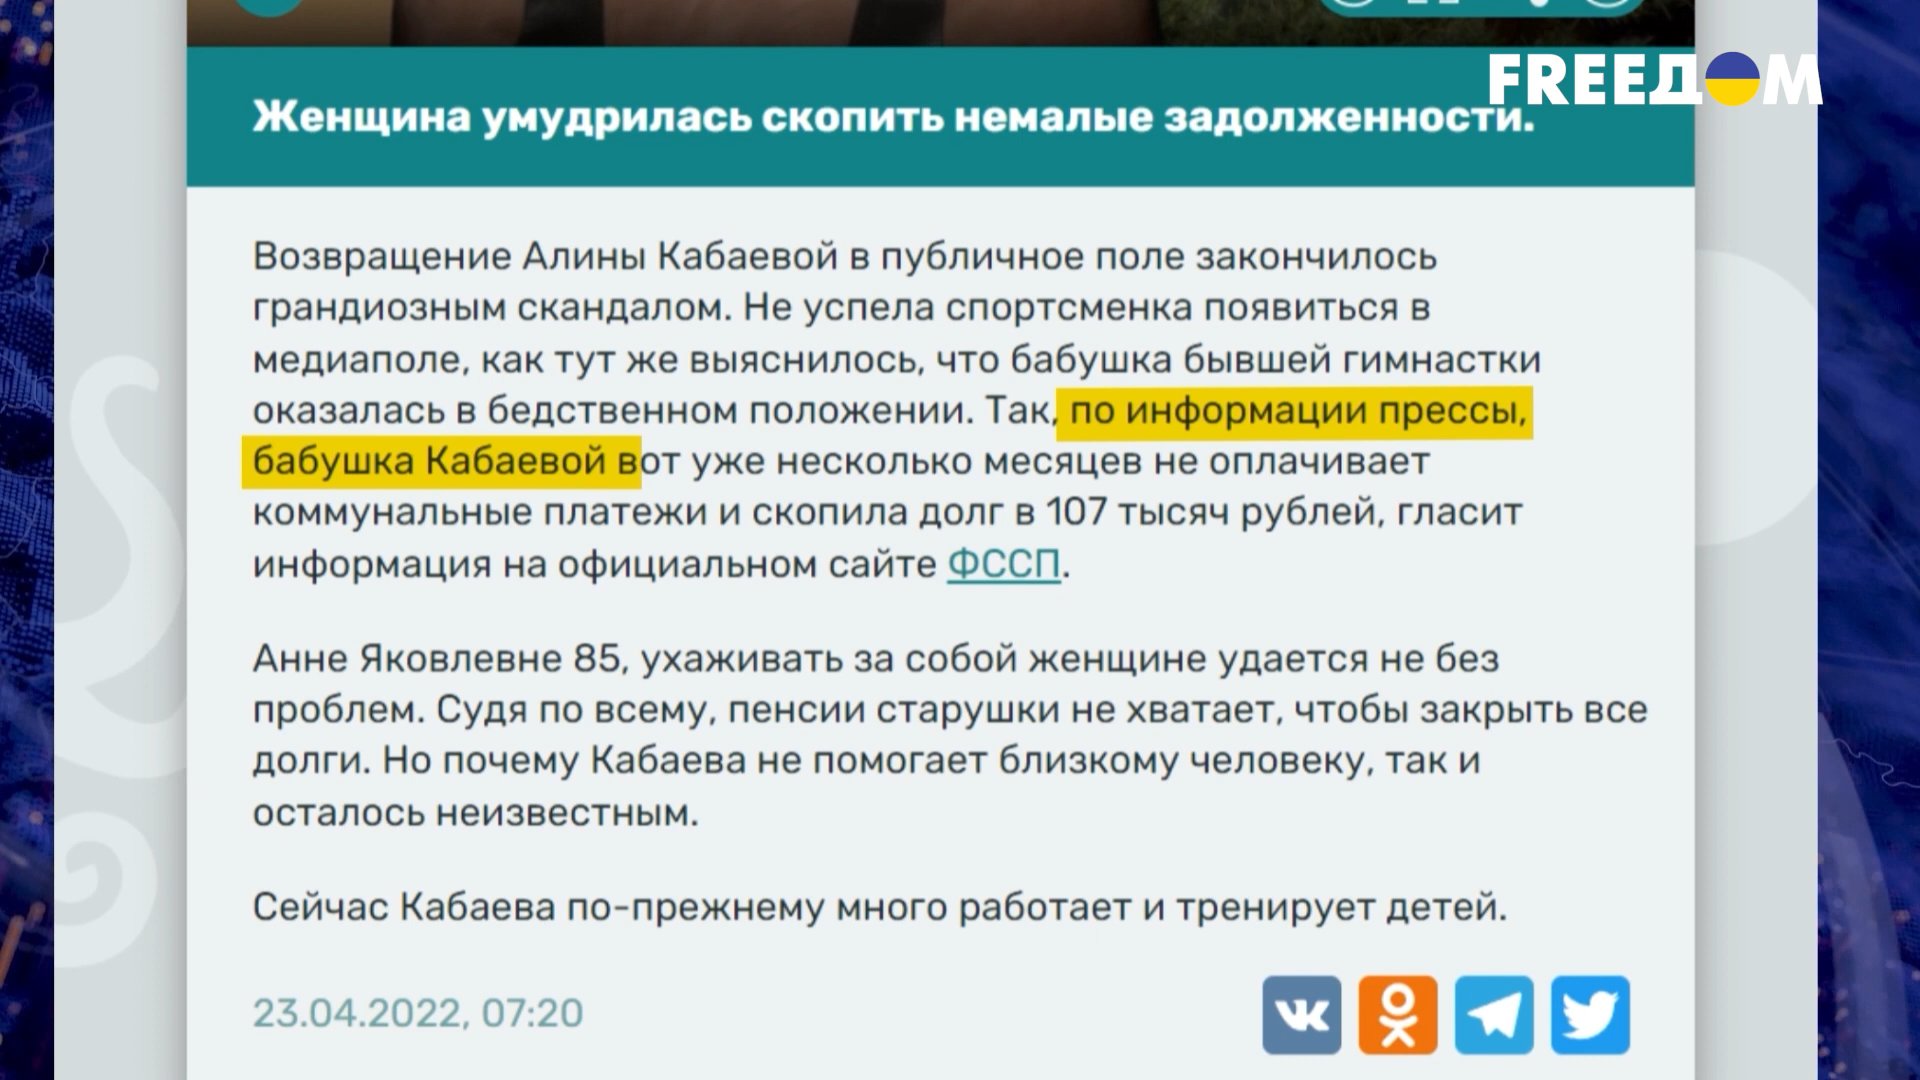 FREEДOM
Женщина умудрилась скопить немалые задолженности.
Возвращение Алины Кабаевой в публичное поле закончилось
грандиозным скандалом. Не успела спортсменка появиться в
медиаполе, как тут же выяснилось, что бабушка бывшей гимнастки
оказалась в бедственном положении. Так, по информации прессы,
бабушка Кабаевой вот уже несколько месяцев не оплачивает
коммунальные платежи и скопила долг в 107 тысяч рублей, гласит
информация на официальном сайте ФССП.
Анне Яковлевне 85, ухаживать за собой женщине удается не без
проблем. Судя по всему, пенсии старушки не хватает, чтобы закрыть все
долги. Но почему Кабаева не помогает близкому человеку, так и
осталось неизвестным.
Сейчас Кабаева по-прежнему много работает и тренирует детей.
23.04.2022, 07:20